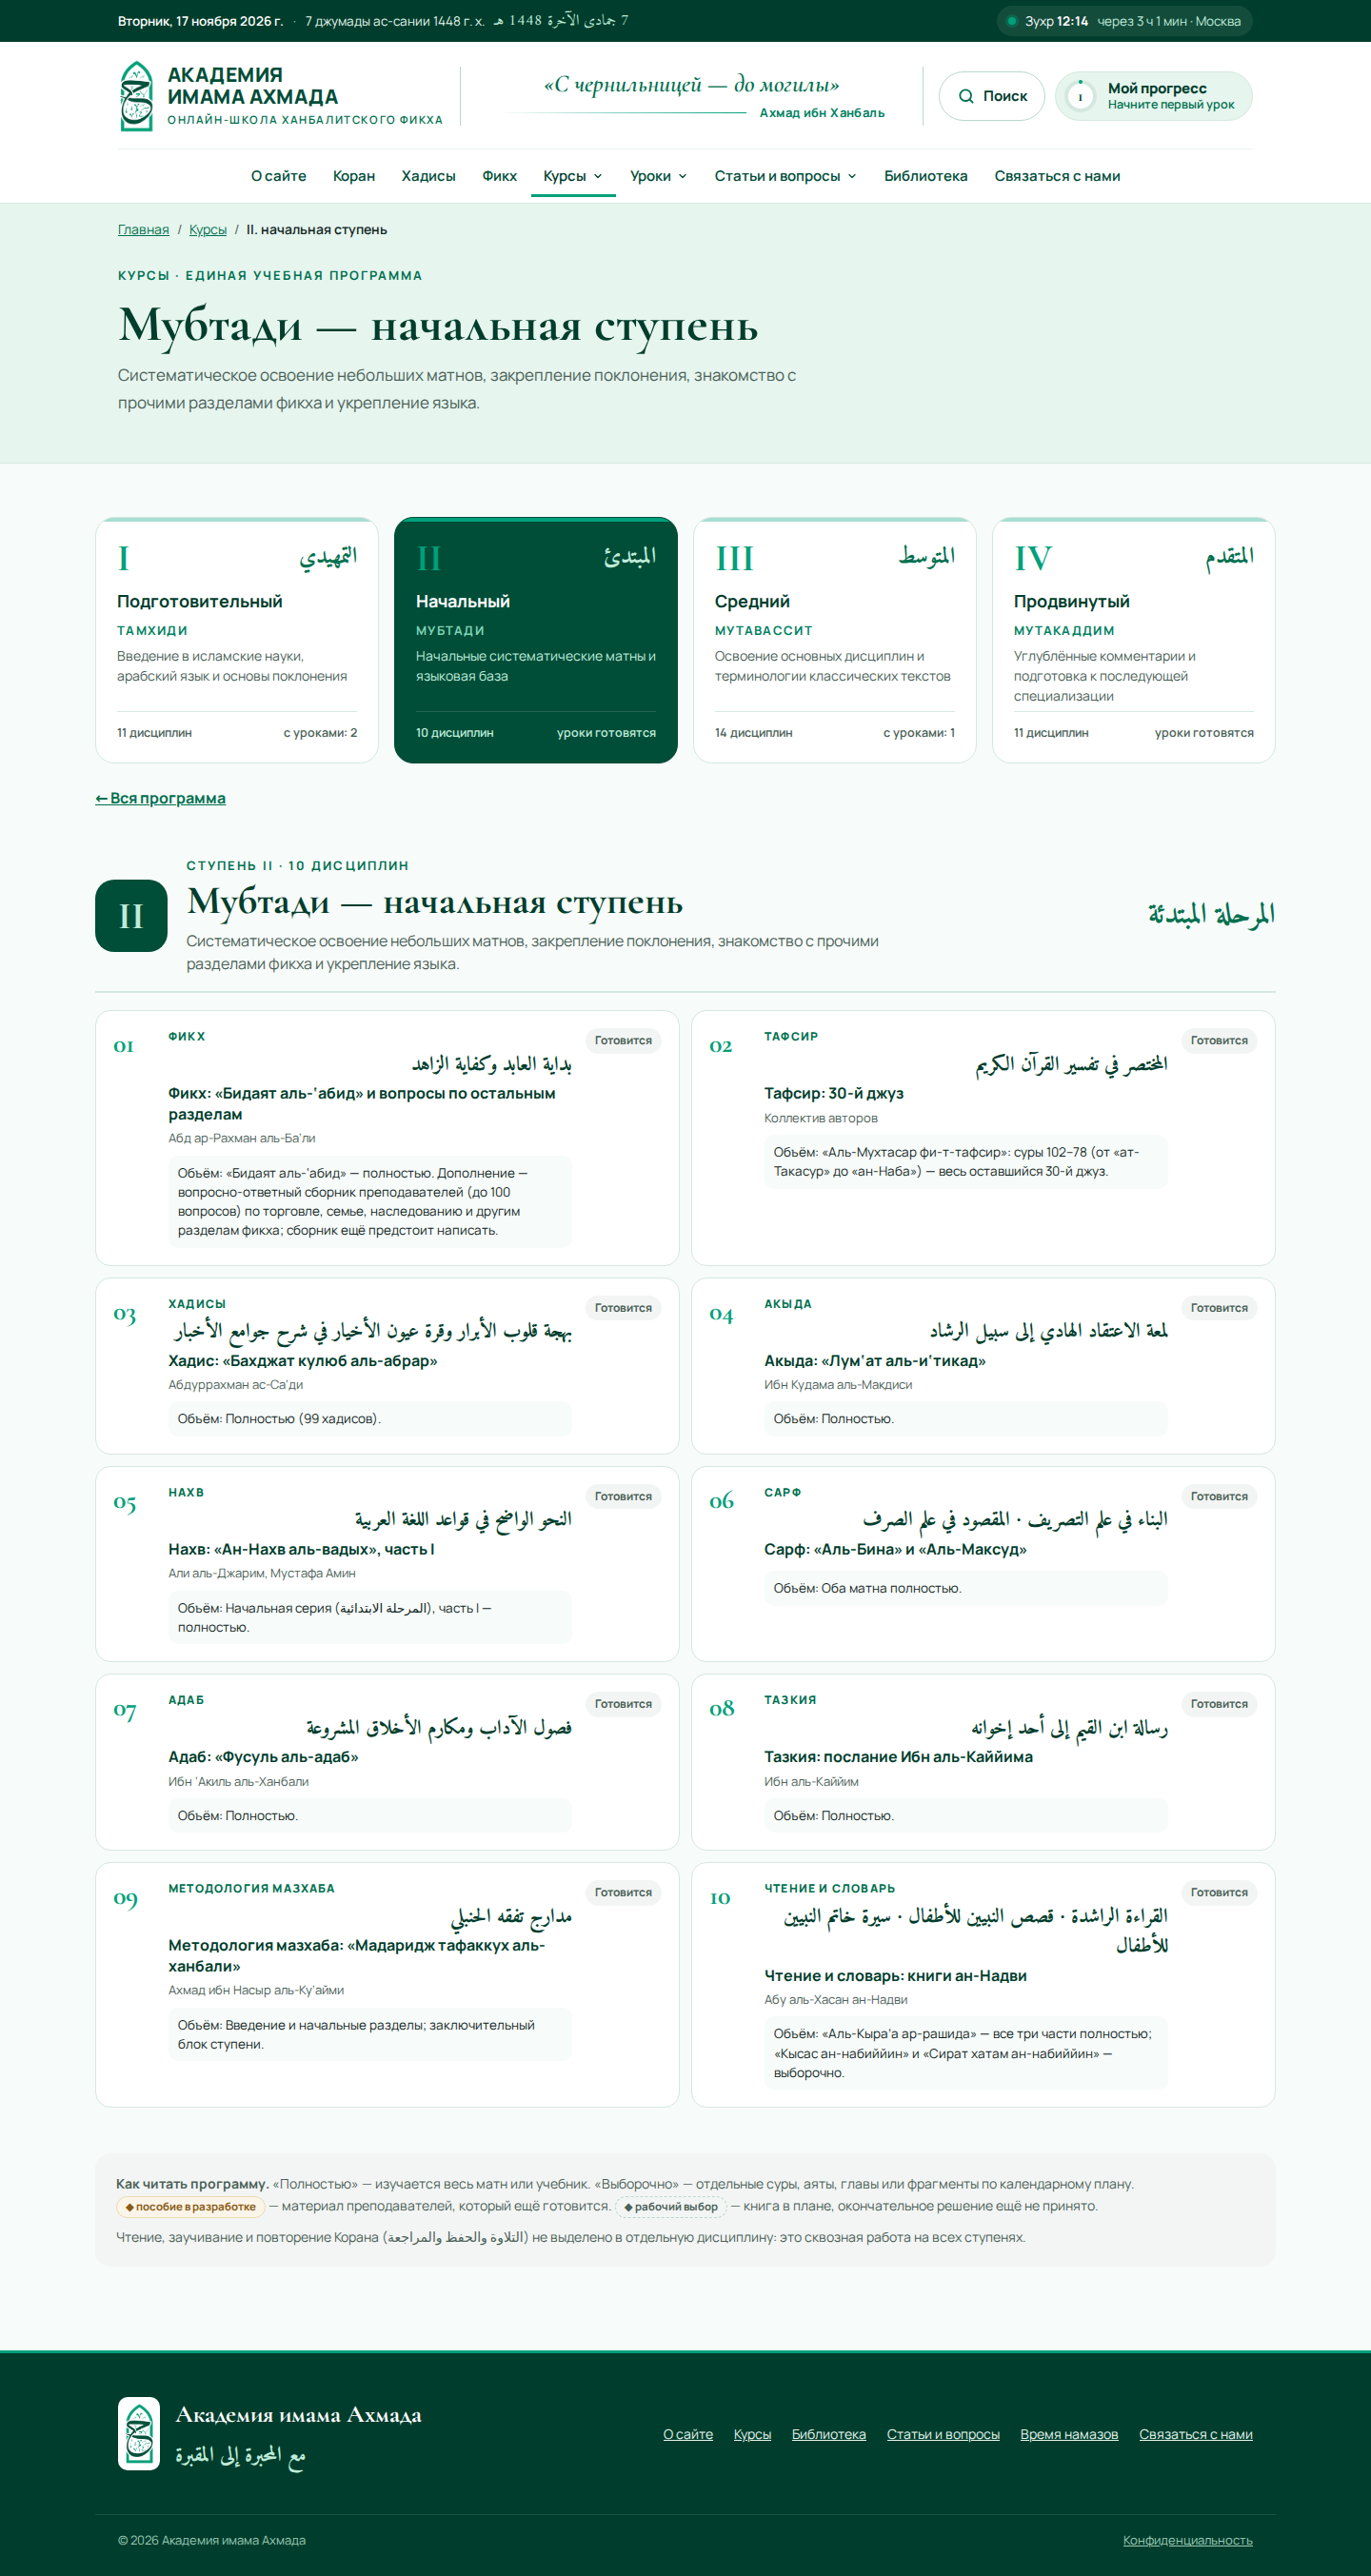 Вторник, 17 ноября 2026 г. · 7 джумады ас-сании 1448 г. х. 7 جمادى الآخرة 1448 هـ
Зухр 12:14 через 3 ч 1 мин · Москва
АКАДЕМИЯ
ИМАМА АХМАДА
ОНЛАЙН-ШКОЛА ХАНБАЛИТСКОГО ФИКХА
«С чернильницей — до могилы»
Ахмад ибн Ханбаль
Поиск
1
Мой прогресс
Начните первый урок
О сайте Коран Хадисы Фикх Курсы Уроки Статьи и вопросы Библиотека Связаться с нами
Главная / Курсы / II. начальная ступень
КУРСЫ · ЕДИНАЯ УЧЕБНАЯ ПРОГРАММА
Мубтади — начальная ступень
Систематическое освоение небольших матнов, закрепление поклонения, знакомство с
прочими разделами фикха и укрепление языка.
I التمهيدي
Подготовительный
ТАМХИДИ
Введение в исламские науки,
арабский язык и основы поклонения
11 дисциплин с уроками: 2
II المبتدئ
Начальный
МУБТАДИ
Начальные систематические матны и
языковая база
10 дисциплин уроки готовятся
III المتوسط
Средний
МУТАВАССИТ
Освоение основных дисциплин и
терминологии классических текстов
14 дисциплин с уроками: 1
IV المتقدم
Продвинутый
МУТАКАДДИМ
Углублённые комментарии и
подготовка к последующей
специализации
11 дисциплин уроки готовятся
← Вся программа
II
СТУПЕНЬ II · 10 ДИСЦИПЛИН
Мубтади — начальная ступень
Систематическое освоение небольших матнов, закрепление поклонения, знакомство с прочими
разделами фикха и укрепление языка.
المرحلة المبتدئة
01
ФИКХ
Готовится
بداية العابد وكفاية الزاهد
Фикх: «Бидаят аль-‘абид» и вопросы по остальным
разделам
Абд ар-Рахман аль-Ба‘ли
Объём: «Бидаят аль-‘абид» — полностью. Дополнение —
вопросно-ответный сборник преподавателей (до 100
вопросов) по торговле, семье, наследованию и другим
разделам фикха; сборник ещё предстоит написать.
02
ТАФСИР
Готовится
المختصر في تفسير القرآن الكريم
Тафсир: 30-й джуз
Коллектив авторов
Объём: «Аль-Мухтасар фи-т-тафсир»: суры 102–78 (от «ат-
Такасур» до «ан-Наба») — весь оставшийся 30-й джуз.
03
ХАДИСЫ
Готовится
بهجة قلوب الأبرار وقرة عيون الأخيار في شرح جوامع الأخبار
Хадис: «Бахджат кулюб аль-абрар»
Абдуррахман ас-Са‘ди
Объём: Полностью (99 хадисов).
04
АКЫДА
Готовится
لمعة الاعتقاد الهادي إلى سبيل الرشاد
Акыда: «Лум‘ат аль-и‘тикад»
Ибн Кудама аль-Макдиси
Объём: Полностью.
05
НАХВ
Готовится
النحو الواضح في قواعد اللغة العربية
Нахв: «Ан-Нахв аль-вадых», часть I
Али аль-Джарим, Мустафа Амин
Объём: Начальная серия (المرحلة الابتدائية), часть I —
полностью.
06
САРФ
Готовится
البناء في علم التصريف · المقصود في علم الصرف
Сарф: «Аль-Бина» и «Аль-Максуд»
Объём: Оба матна полностью.
07
АДАБ
Готовится
فصول الآداب ومكارم الأخلاق المشروعة
Адаб: «Фусуль аль-адаб»
Ибн ‘Акиль аль-Ханбали
Объём: Полностью.
08
ТАЗКИЯ
Готовится
رسالة ابن القيم إلى أحد إخوانه
Тазкия: послание Ибн аль-Каййима
Ибн аль-Каййим
Объём: Полностью.
09
МЕТОДОЛОГИЯ МАЗХАБА
Готовится
مدارج تفقه الحنبلي
Методология мазхаба: «Мадаридж тафаккух аль-
ханбали»
Ахмад ибн Насыр аль-Ку‘айми
Объём: Введение и начальные разделы; заключительный
блок ступени.
10
ЧТЕНИЕ И СЛОВАРЬ
Готовится
القراءة الراشدة · قصص النبيين للأطفال · سيرة خاتم النبيين
للأطفال
Чтение и словарь: книги ан-Надви
Абу аль-Хасан ан-Надви
Объём: «Аль-Кыра’а ар-рашида» — все три части полностью;
«Кысас ан-набиййин» и «Сират хатам ан-набиййин» —
выборочно.
Как читать программу. «Полностью» — изучается весь матн или учебник. «Выборочно» — отдельные суры, аяты, главы или фрагменты по календарному плану.
◆ пособие в разработке — материал преподавателей, который ещё готовится. ◆ рабочий выбор — книга в плане, окончательное решение ещё не принято.
Чтение, заучивание и повторение Корана (التلاوة والحفظ والمراجعة) не выделено в отдельную дисциплину: это сквозная работа на всех ступенях.
Академия имама Ахмада
مع المحبرة إلى المقبرة
О сайте Курсы Библиотека Статьи и вопросы Время намазов Связаться с нами
© 2026 Академия имама Ахмада
Конфиденциальность